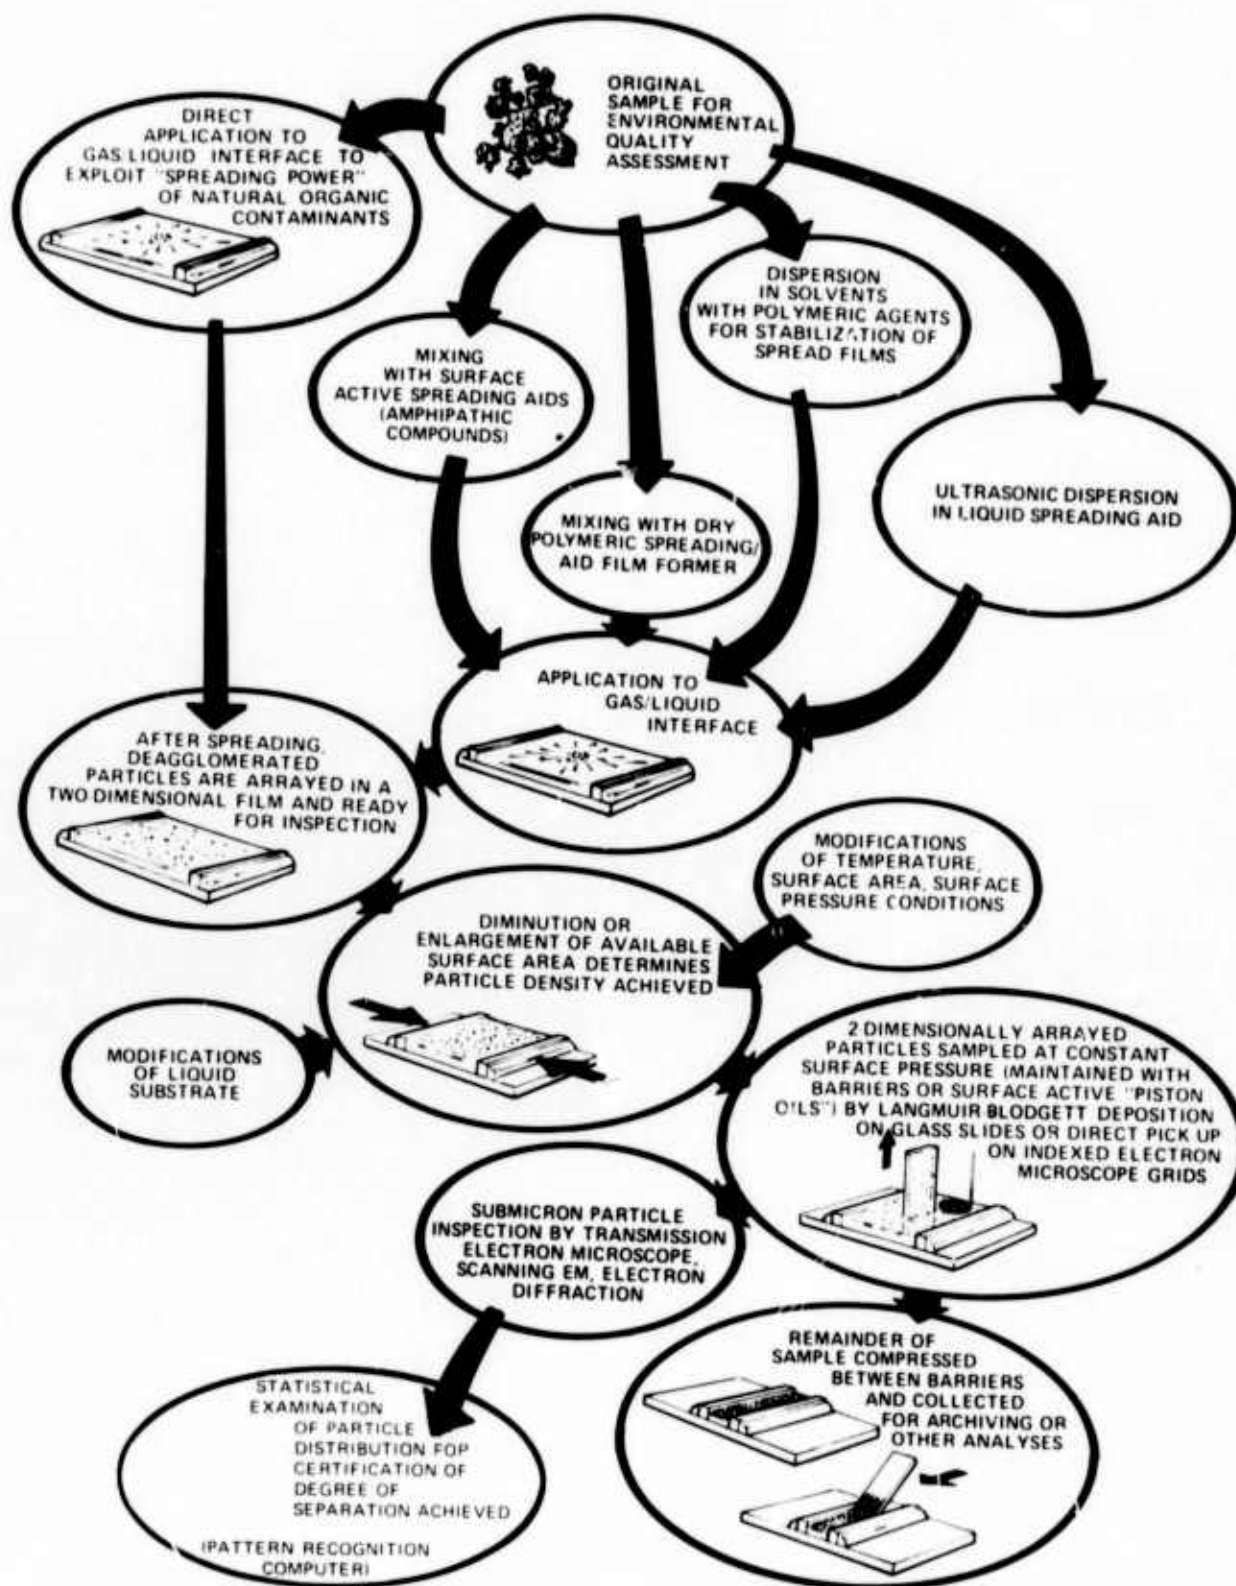 ORIGINAL
SAMPLE FOR
ENVIRONMENTAL
QUALITY
ASSESSMENT
DIRECT
APPLICATION TO
GAS LIQUID INTERFACE TO
EXPLOIT "SPREADING POWER"
OF NATURAL ORGANIC
CONTAMINANTS
DISPERSION
IN SOLVENTS
WITH POLYMERIC AGENTS
FOR STABILIZATION OF
SPREAD FILMS
MIXING
WITH SURFACE
ACTIVE SPREADING AIDS
(AMPHIPATHIC
COMPOUNDS)
ULTRASONIC DISPERSION
IN LIQUID SPREADING AID
MIXING WITH DRY
POLYMERIC SPREADING/
AID FILM FORMER
APPLICATION TO
GAS/LIQUID
INTERFACE
AFTER SPREADING,
DEAGGLOMERATED
PARTICLES ARE ARRAYED IN A
TWO DIMENSIONAL FILM AND READY
FOR INSPECTION
MODIFICATIONS
OF TEMPERATURE,
SURFACE AREA, SURFACE
PRESSURE CONDITIONS
DIMINUTION OR
ENLARGEMENT OF AVAILABLE
SURFACE AREA DETERMINES
PARTICLE DENSITY ACHIEVED
MODIFICATIONS
OF LIQUID
SUBSTRATE
2 DIMENSIONALLY ARRAYED
PARTICLES SAMPLED AT CONSTANT
SURFACE PRESSURE (MAINTAINED WITH
BARRIERS OR SURFACE ACTIVE "PISTON
OILS") BY LANGMUIR BLODGETT DEPOSITION
ON GLASS SLIDES OR DIRECT PICK UP
ON INDEXED ELECTRON
MICROSCOPE GRIDS
SUBMICRON PARTICLE
INSPECTION BY TRANSMISSION
ELECTRON MICROSCOPE,
SCANNING EM, ELECTRON
DIFFRACTION
REMAINDER OF
SAMPLE COMPRESSED
BETWEEN BARRIERS
AND COLLECTED
FOR ARCHIVING OR
OTHER ANALYSES
STATISTICAL
EXAMINATION
OF PARTICLE
DISTRIBUTION FOR
CERTIFICATION OF
DEGREE OF
SEPARATION ACHIEVED
(PATTERN RECOGNITION
COMPUTER)